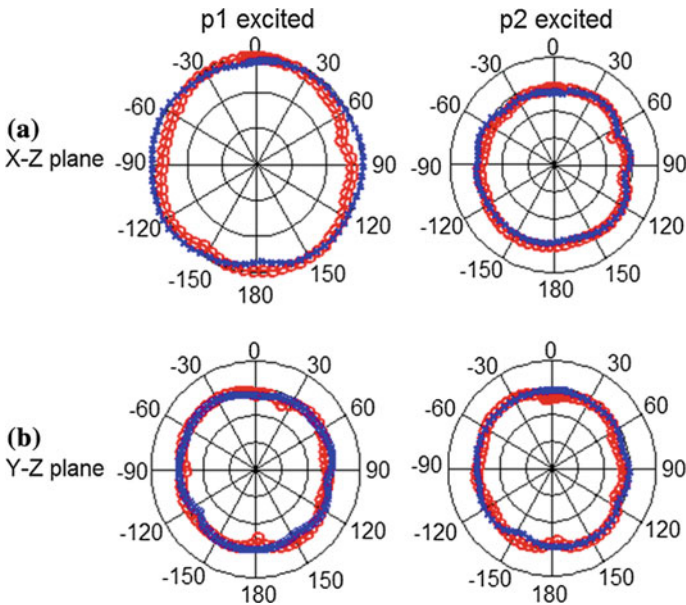 p1 excited p2 excited
0 0
-30 30 -30 30
-60 60 -60 60
(a)
X-Z plane
-90 90 -90 90
-120 120 -120 120
-150 150 -150 150
180 180
0 0
30 30 30 30
-60 60 -60 60
(b)
Y-Z plane
-90 90 -90 90
-120 120 -120 120
-150 150 -150 150
180 180